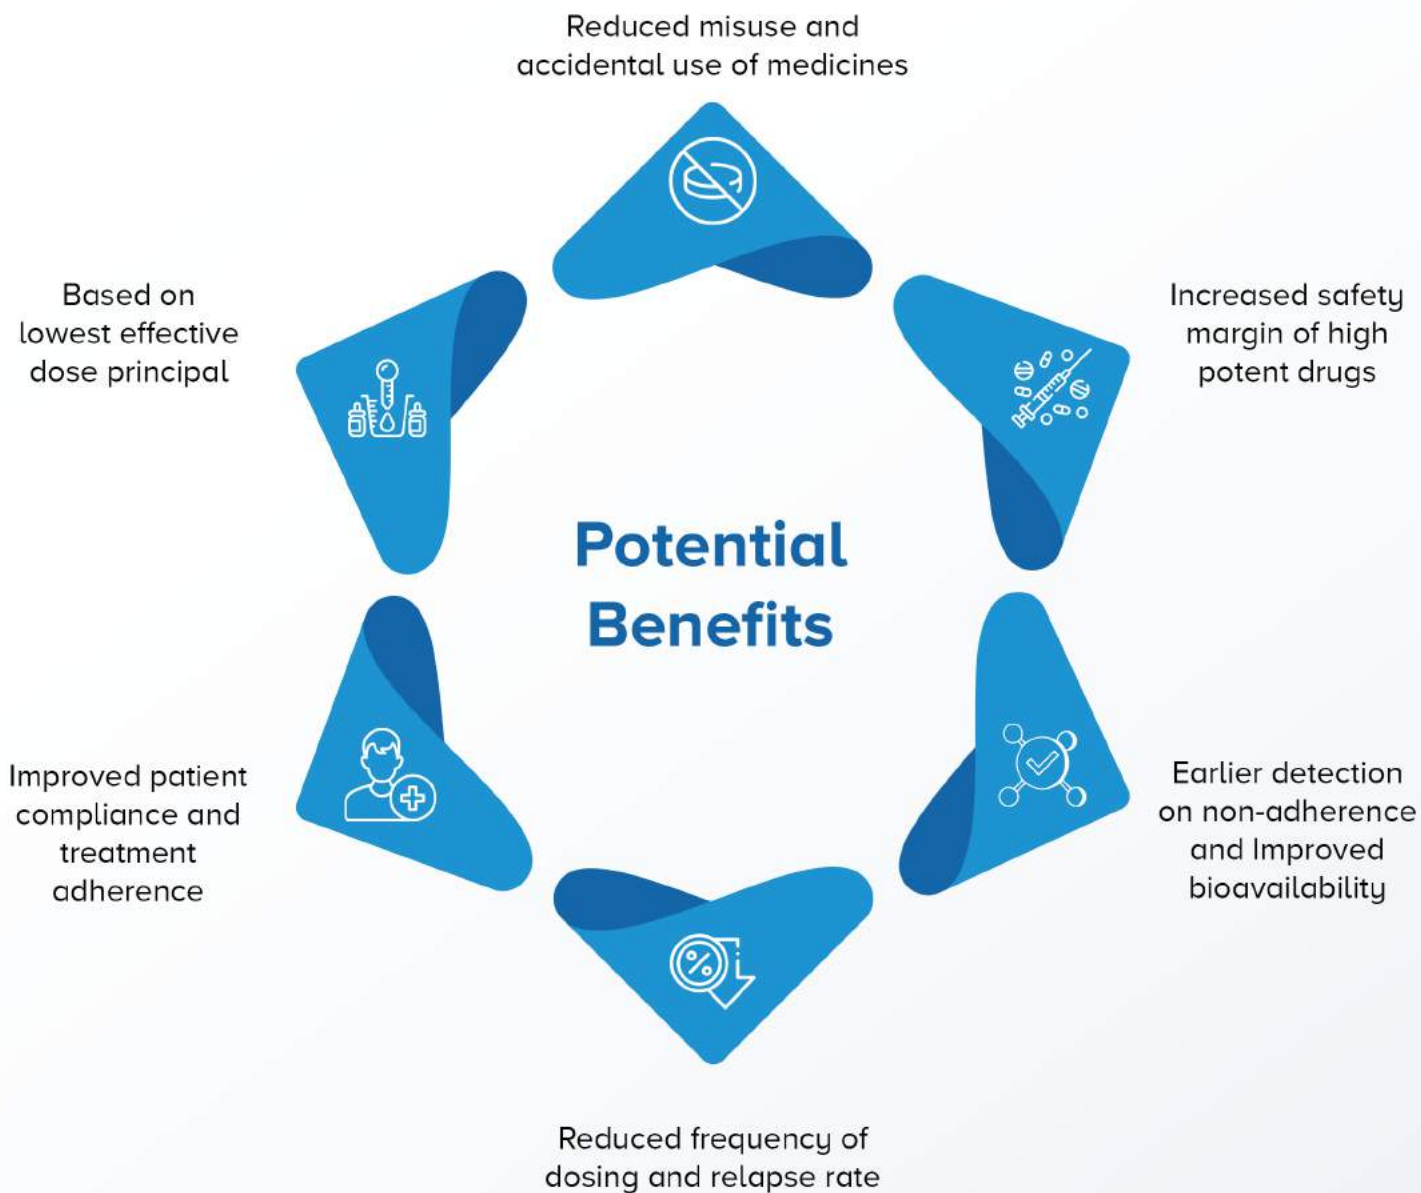 Reduced misuse and
accidental use of medicines
Increased safety
margin of high
potent drugs
Earlier detection
on non-adherence
and Improved
bioavailability
Reduced frequency of
dosing and relapse rate
Improved patient
compliance and
treatment
adherence
Based on
lowest effective
dose principal
Potential
Benefits